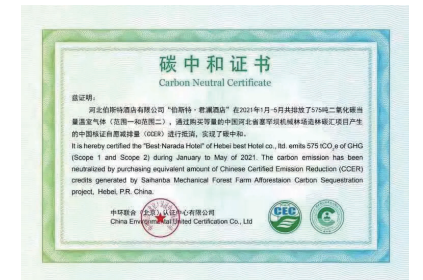 碳中和证书
Carbon Neutral Certificate
兹证明：
河北伯斯特酒店有限公司“伯斯特·君澜酒店”在2021年1月-5月共排放了575吨二氧化碳当
量温室气体（范围一和范围二），通过购买等量的中国河北省塞罕坝机械林场造林碳汇项目产生
的中国核证自愿减排量（CCER）进行抵消，实现了碳中和。
It is hereby certified the "Best·Narada Hotel" of Hebei best Hotel co., ltd. emits 575 tCO₂e of GHG
(Scope 1 and Scope 2) during January to May of 2021. The carbon emission has been
neutralized by purchasing equivalent amount of Chinese Certified Emission Reduction (CCER)
credits generated by Saihanba Mechanical Forest Farm Afforestaion Carbon Sequestration
project, Hebei, P.R. China.
中环联合（北京）认证中心有限公司
China Environmental United Certification Co., Ltd
CEC